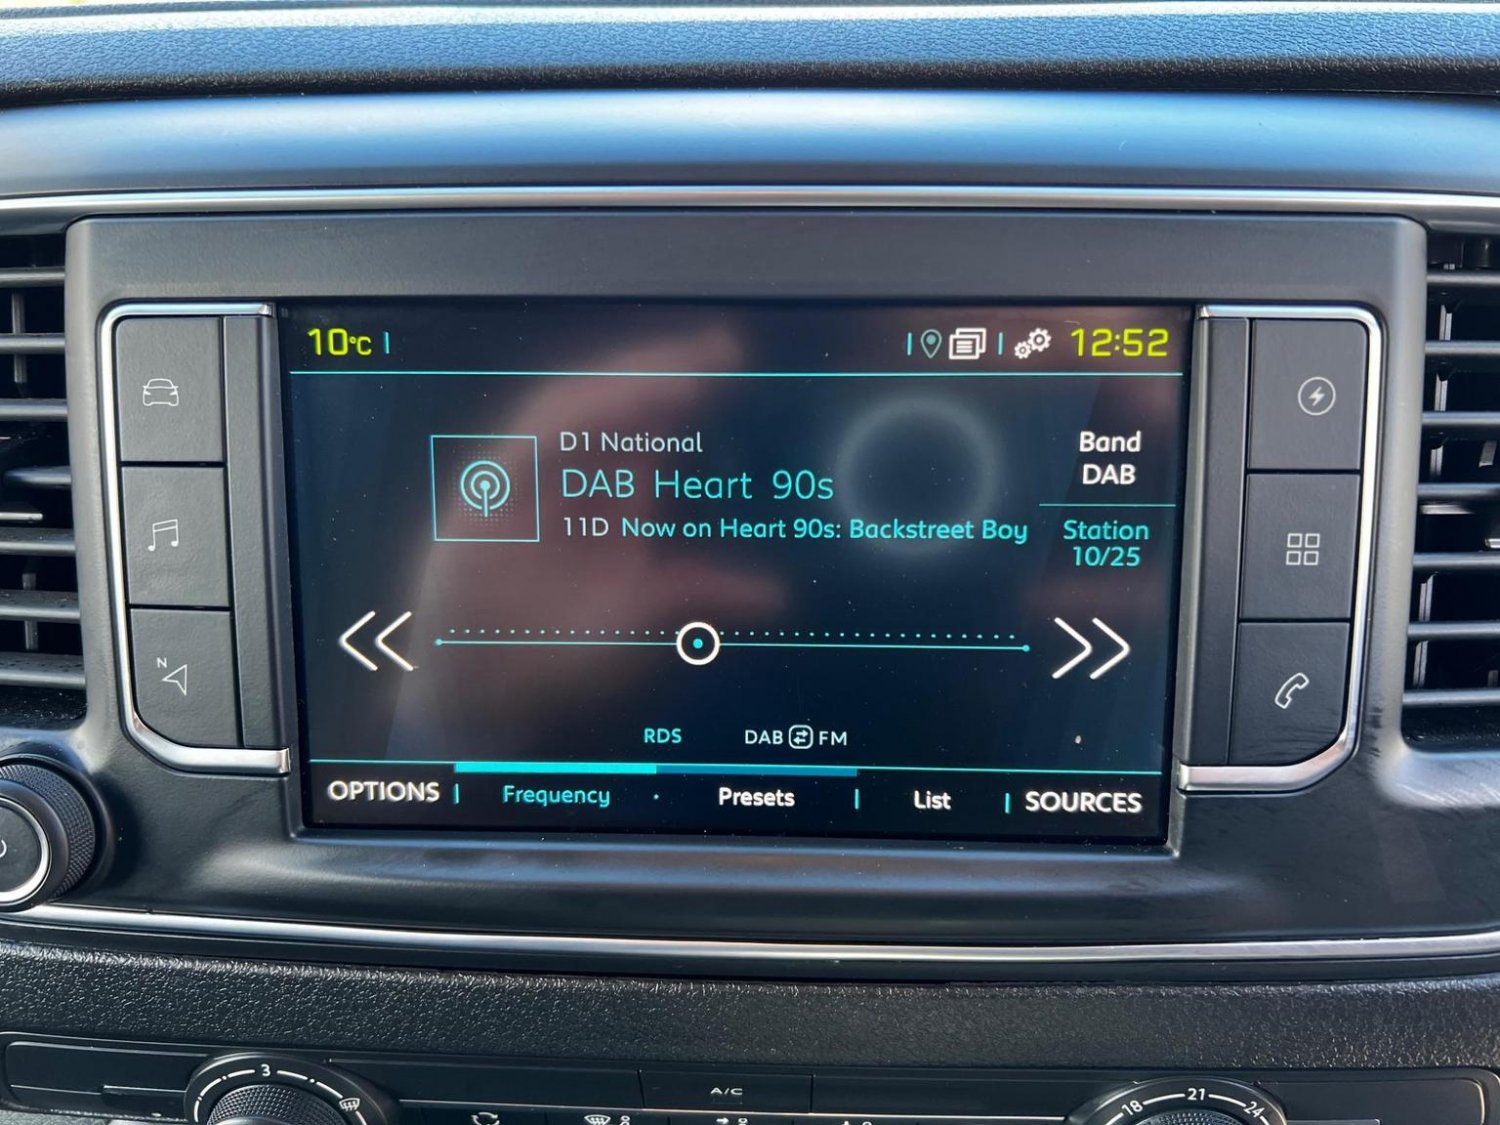 10°C
12:52
D1 National
DAB Heart 90s
11D Now on Heart 90s: Backstreet Boy
Band
DAB
Station
10/25
N
RDS DAB FM
OPTIONS Frequency Presets List SOURCES
3
A/C
18 21 24